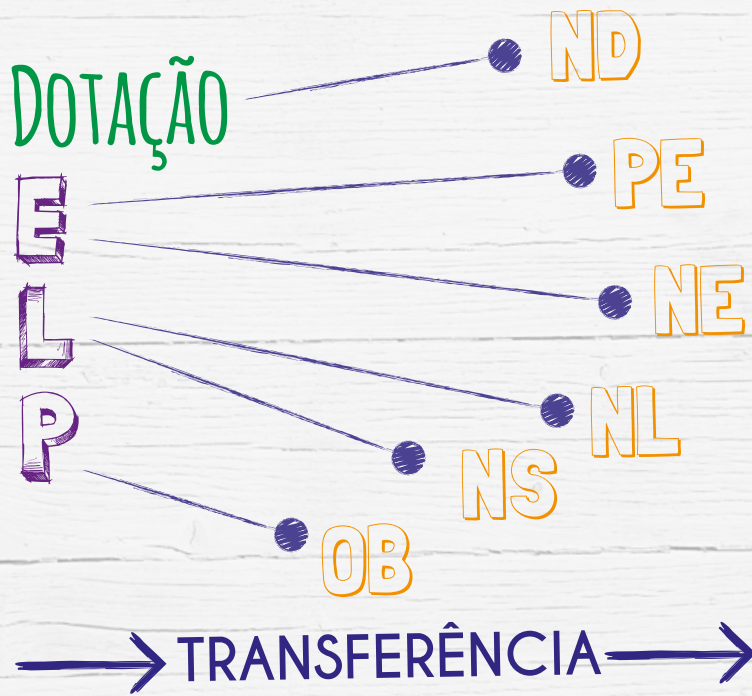 DOTAÇÃO
ND
E
PE
NE
L
NL
NS
P
OB
TRANSFERÊNCIA